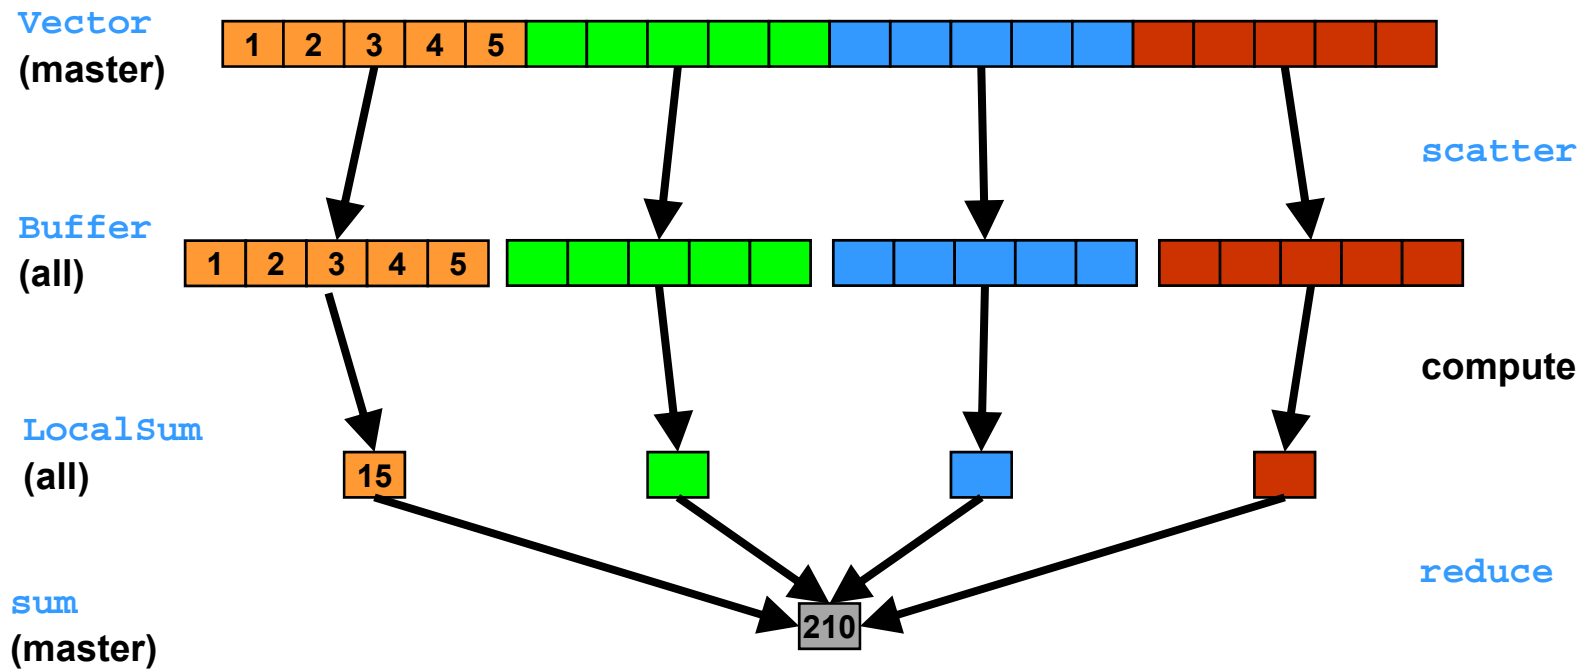 Vector
(master)
1 2 3 4 5
scatter
Buffer
(all)
1 2 3 4 5
compute
LocalSum
(all)
15
reduce
sum
(master)
210